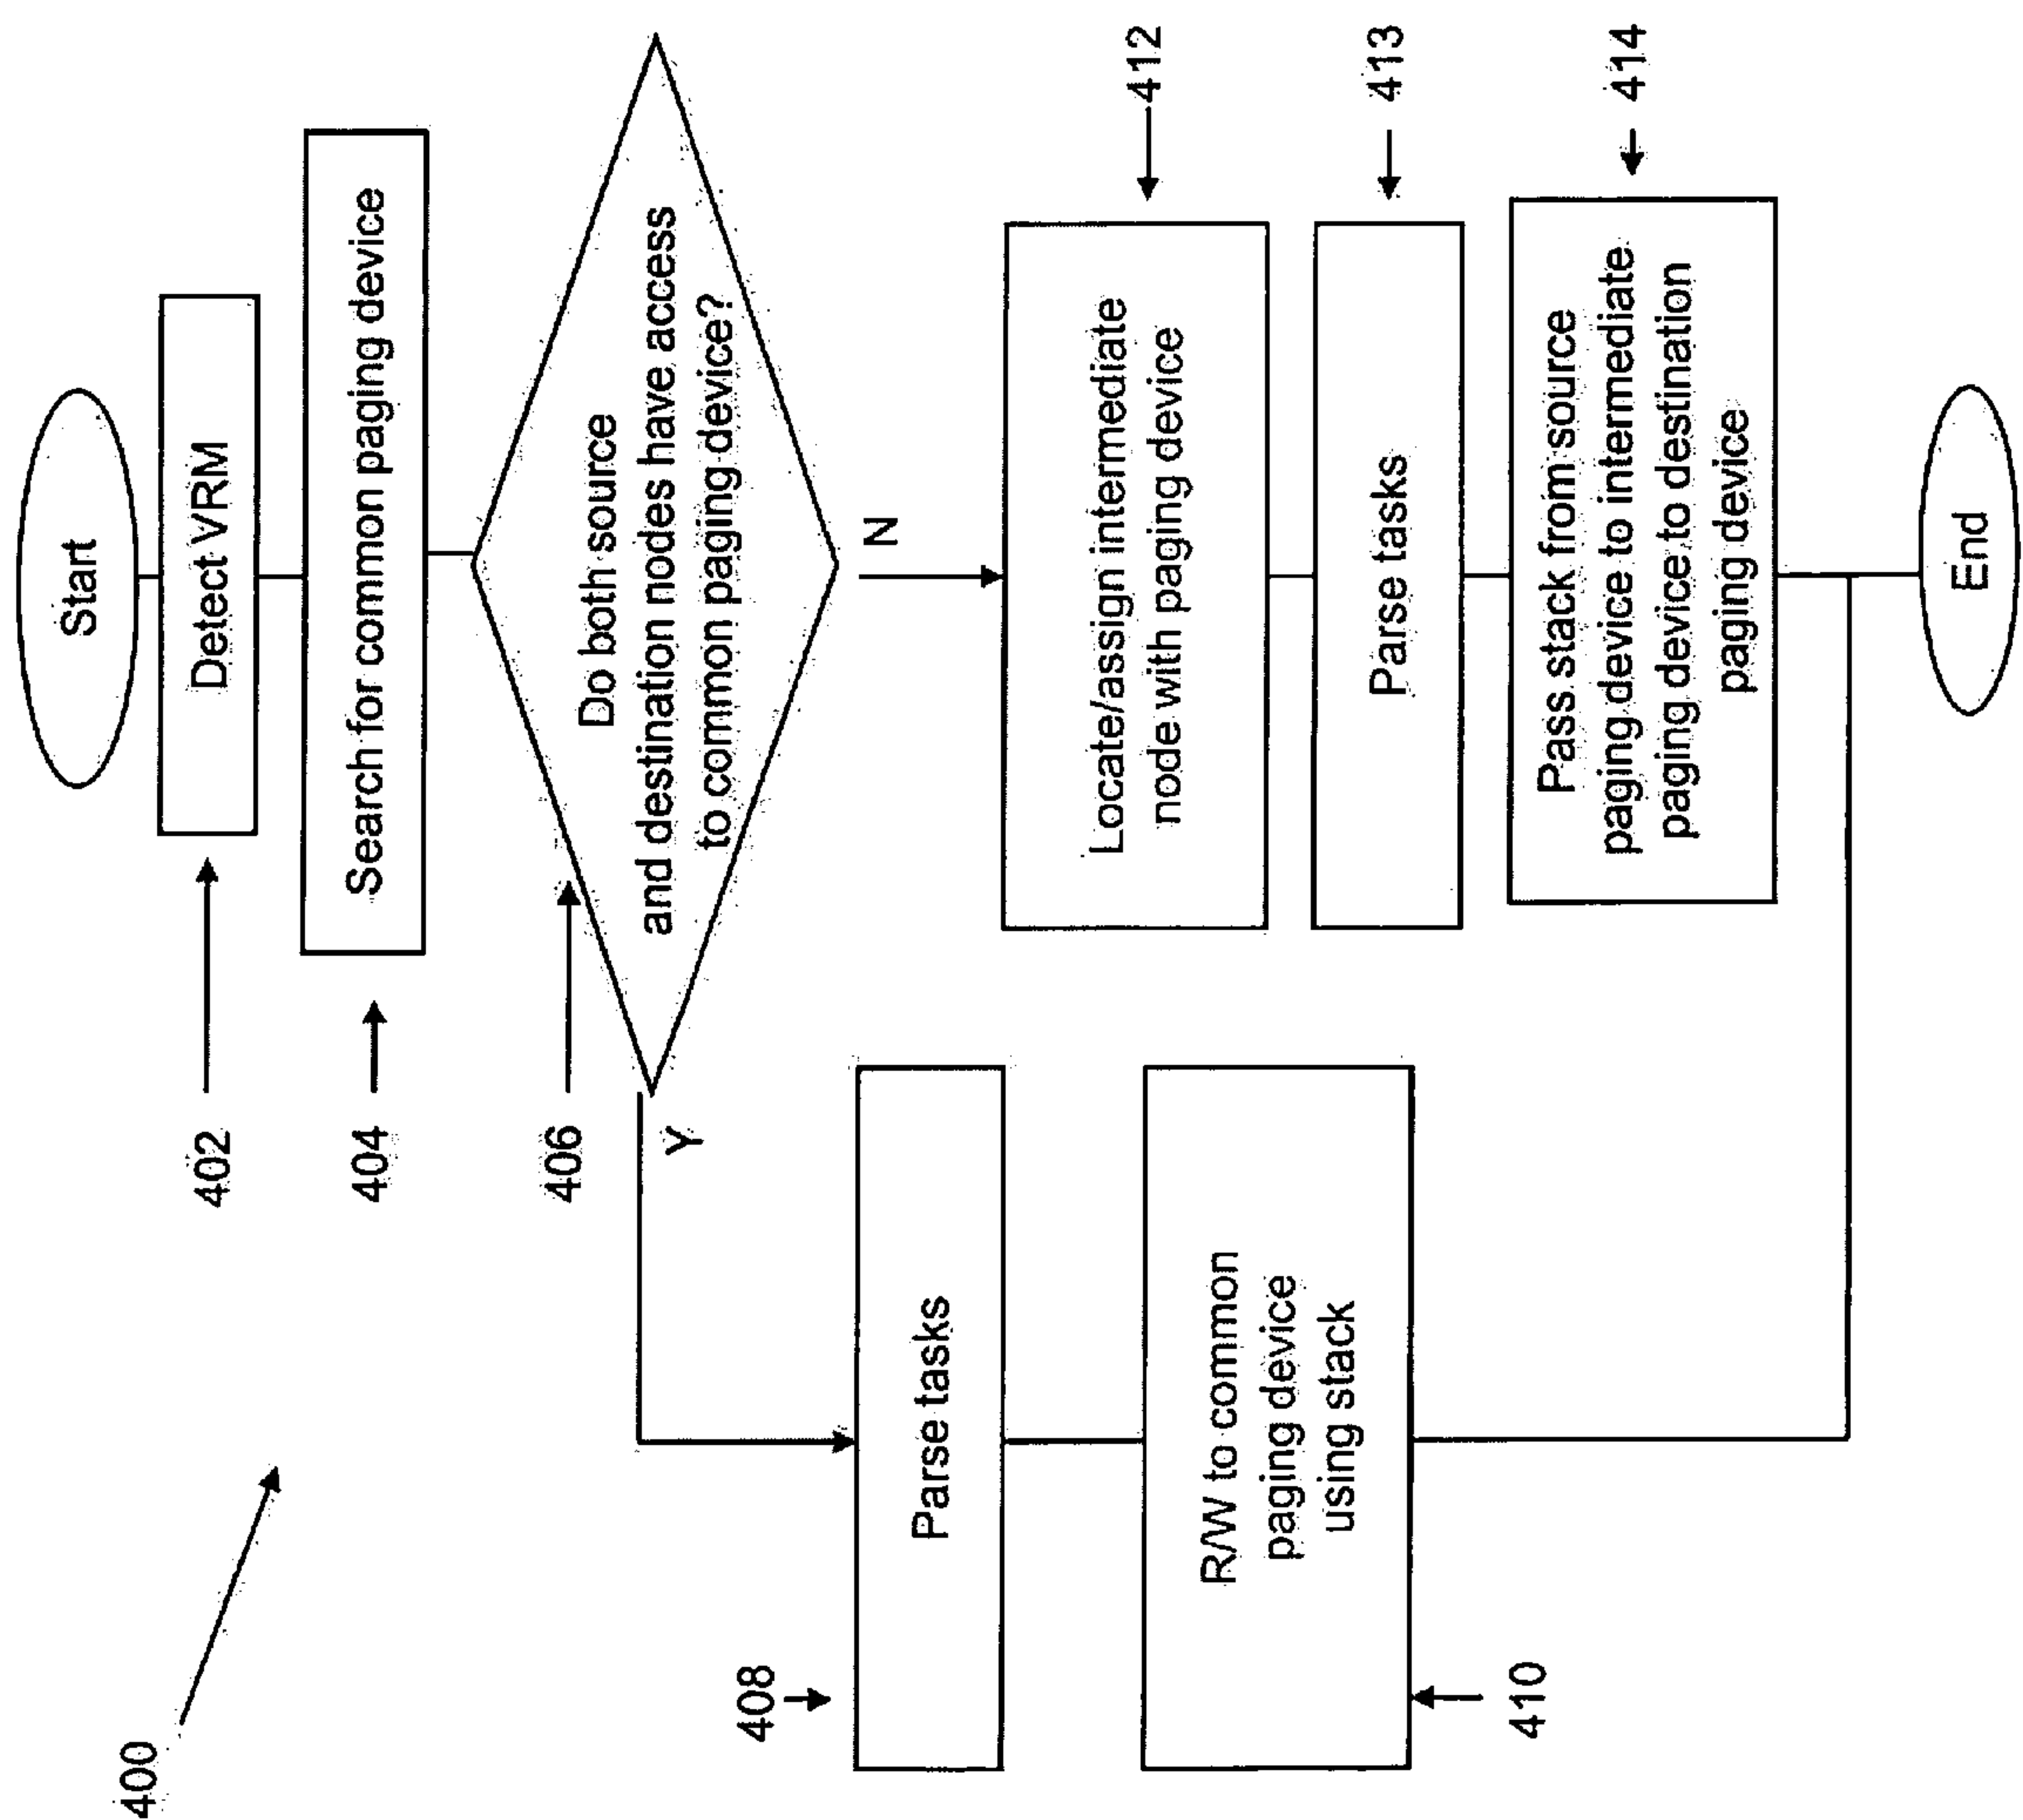 400
Start
402
Detect VRM
404
Search for common paging device
406
Do both source
and destination nodes have access
to common paging device?
Y
N
408
Parse tasks
R/W to common
paging device
using stack
410
412
Locate/assign intermediate
node with paging device
413
Parse tasks
414
Pass stack from source
paging device to intermediate
paging device to destination
paging device
End